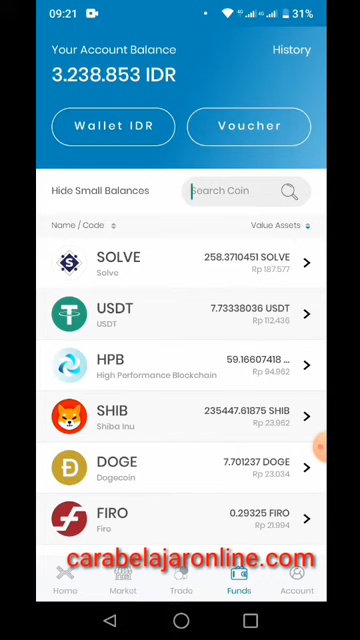 09:21
4G
4G
31%
Your Account Balance
History
3.238.853 IDR
Wallet IDR
Voucher
Hide Small Balances
Search Coin
Name / Code
Value Assets
SOLVE
258.3710451 SOLVE
Solve
Rp 187.577
USDT
7.73338036 USDT
USDT
Rp 112.436
HPB
59.16607418 ...
High Performance Blockchain
Rp 94.962
SHIB
235447.61875 SHIB
Shiba Inu
Rp 23.962
DOGE
7.701237 DOGE
Dogecoin
Rp 23.034
FIRO
0.29325 FIRO
Firo
Rp 21.994
carabelajaronline.com
Home
Market
Trade
Funds
Account